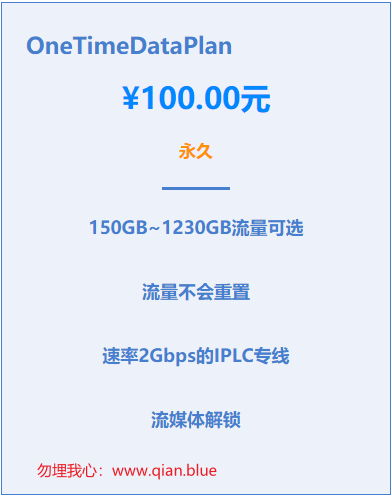 OneTimeDataPlan
¥100.00元
永久
150GB~1230GB流量可选
流量不会重置
速率2Gbps的IPLC专线
流媒体解锁
勿埋我心：www.qian.blue